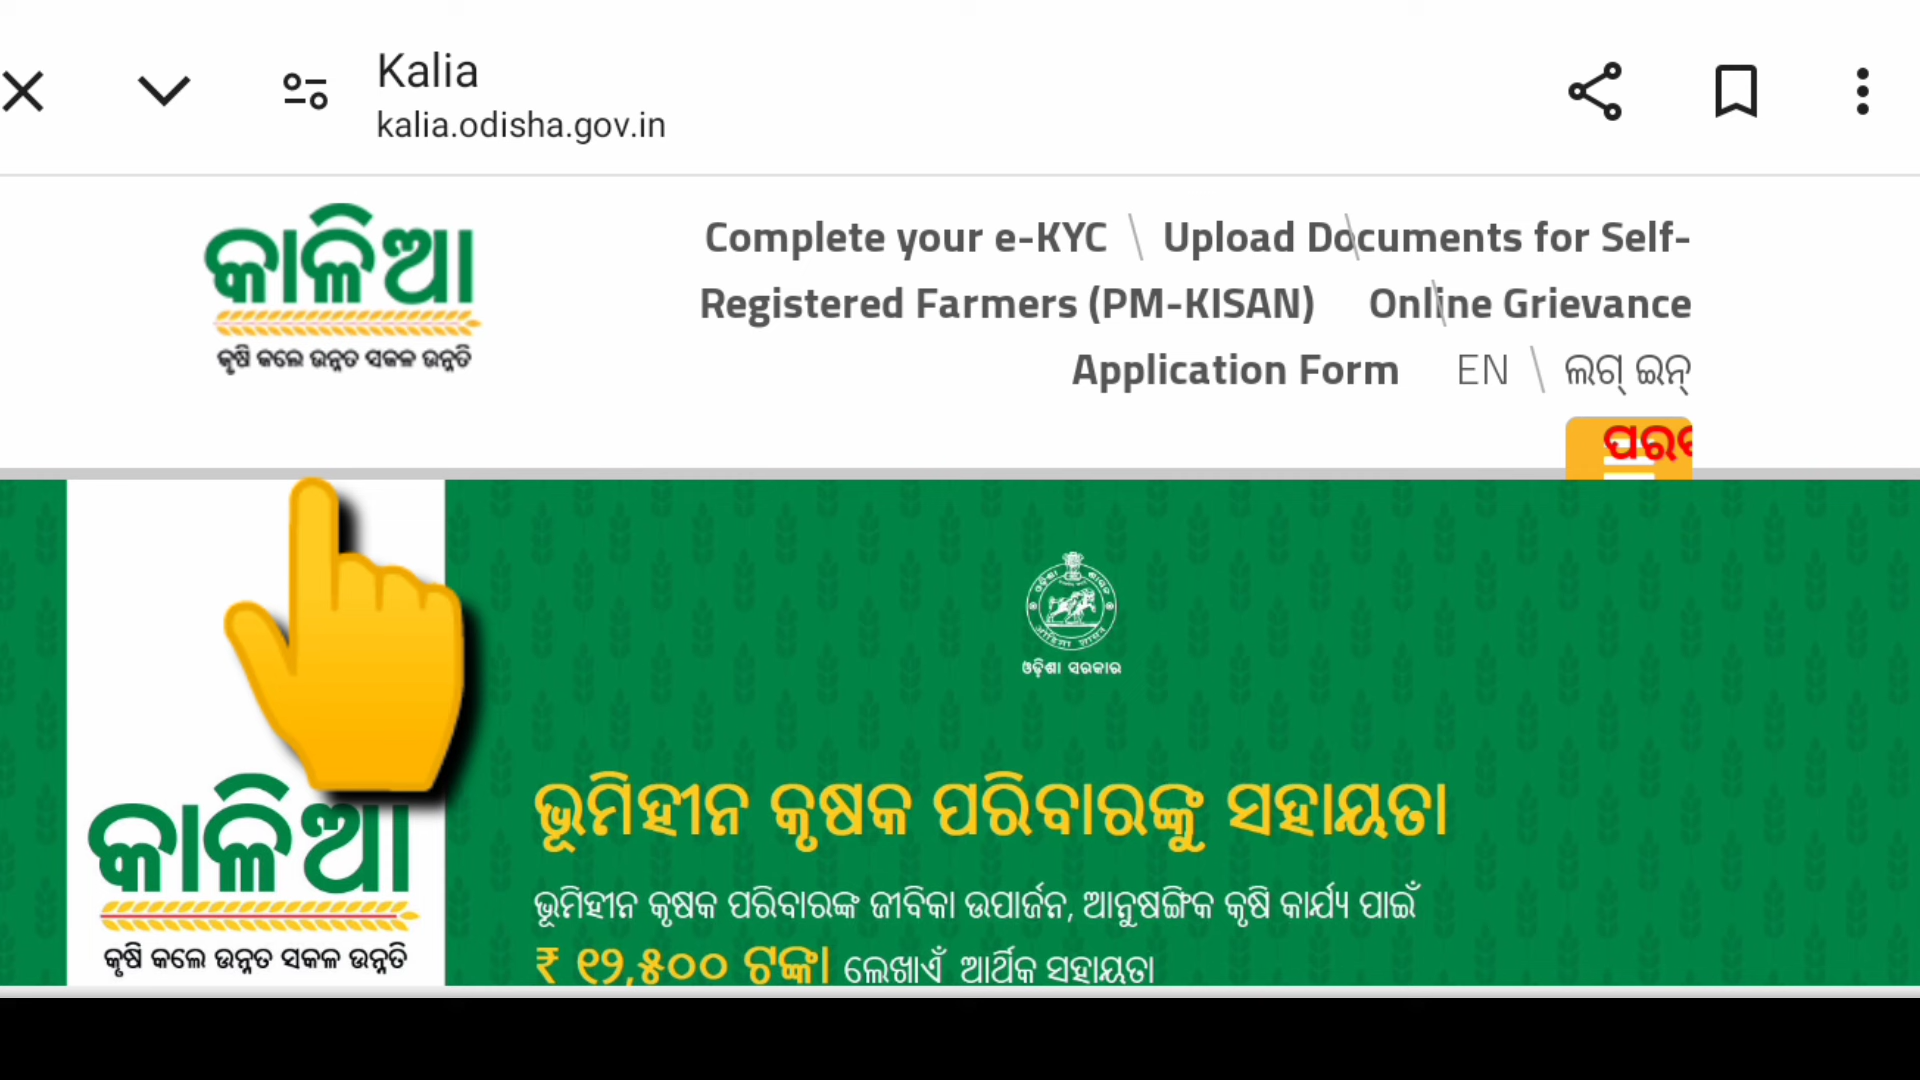 Kalia
kalia.odisha.gov.in
କାଳିଆ
କୃଷି କଲେ ଉନ୍ନତ ସକଳ ଉନ୍ନତି
Complete your e-KYC \ Upload Documents for Self-
Registered Farmers (PM-KISAN) Online Grievance
Application Form EN \ ଲଗ୍ ଇନ୍
ଓଡ଼ିଶା ସରକାର
କାଳିଆ
କୃଷି କଲେ ଉନ୍ନତ ସକଳ ଉନ୍ନତି
ଭୂମିହୀନ କୃଷକ ପରିବାରଙ୍କୁ ସହାୟତା
ଭୂମିହୀନ କୃଷକ ପରିବାରଙ୍କ ଜୀବିକା ଉପାର୍ଜନ, ଆନୁଷଙ୍ଗିକ କୃଷି କାର୍ଯ୍ୟ ପାଇଁ
₹ ୧୨,୫୦୦ ଟଙ୍କା ଲେଖାଏଁ ଆର୍ଥିକ ସହାୟତା